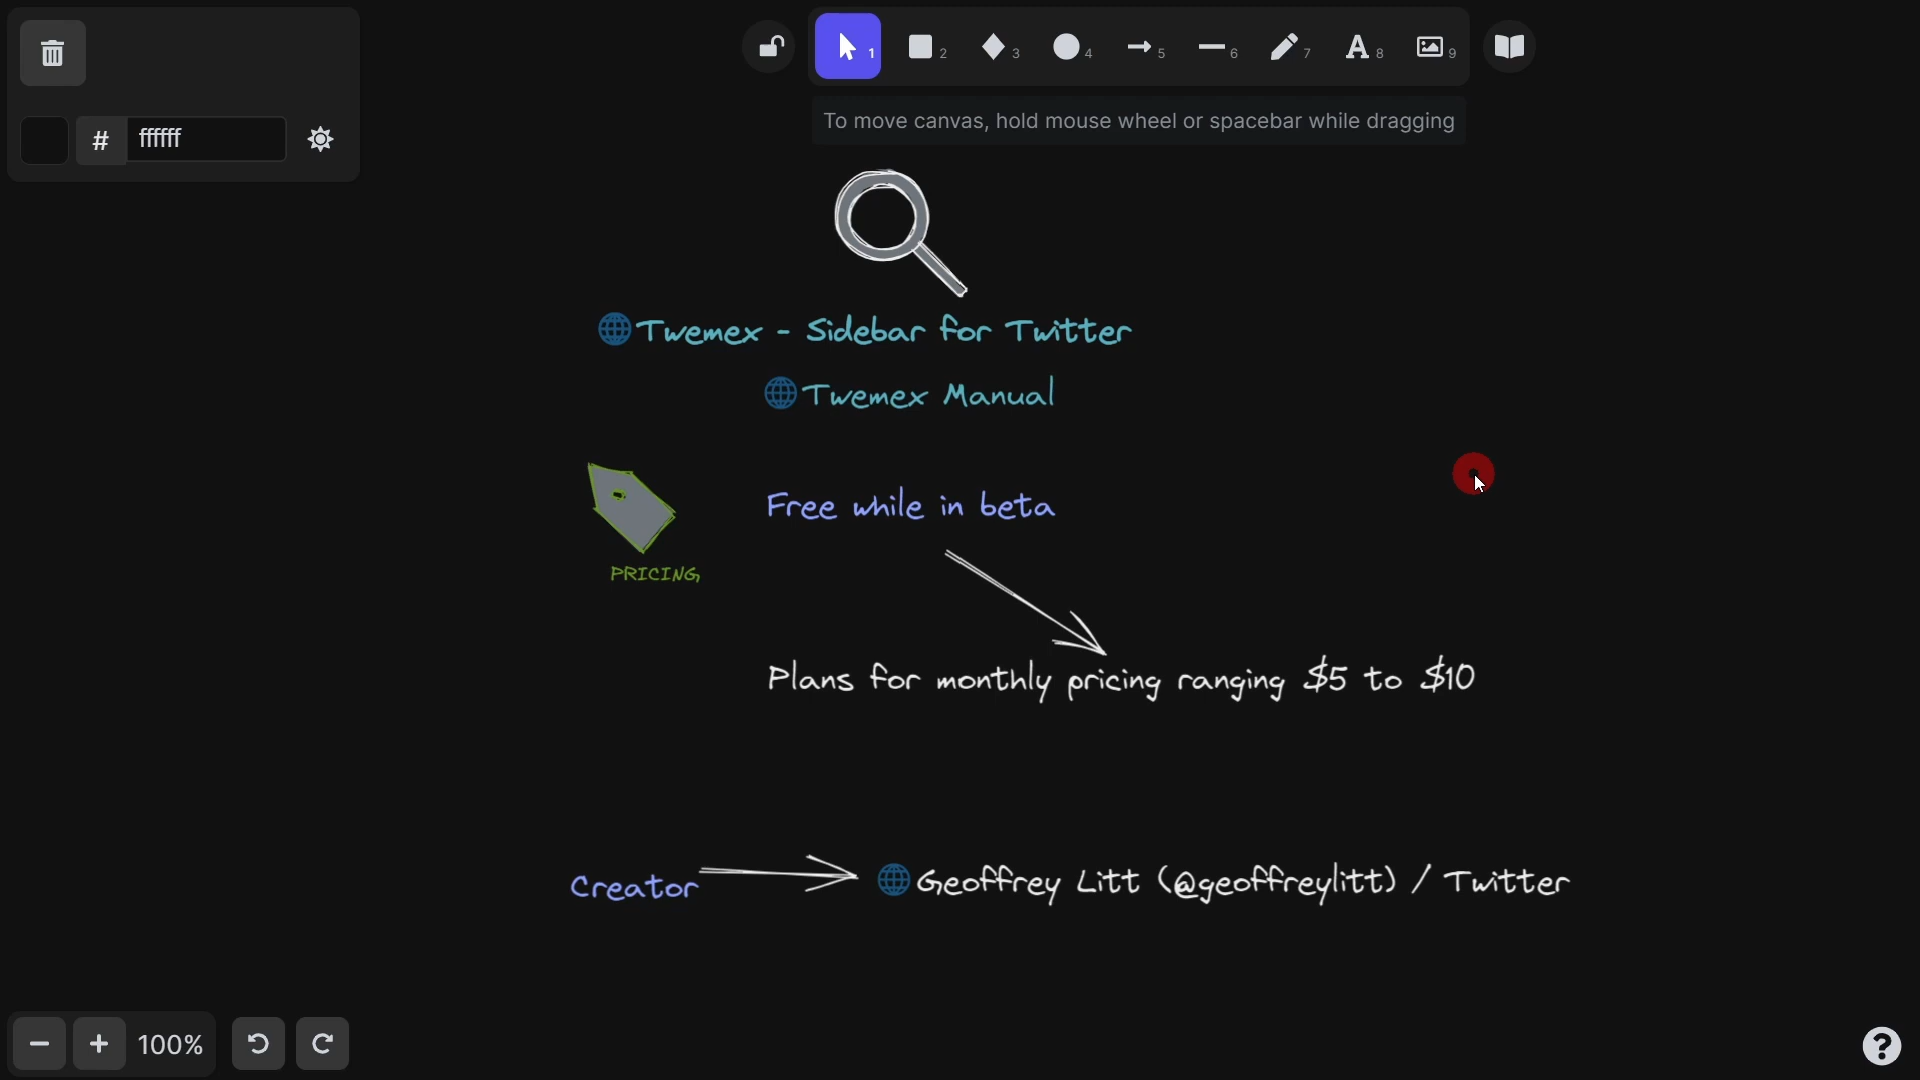 1
2
3
4
5
6
7
8
9
# ffffff
To move canvas, hold mouse wheel or spacebar while dragging
Twemex - Sidebar for Twitter
Twemex Manual
Free while in beta
PRICING
Plans for monthly pricing ranging $5 to $10
Creator
Geoffrey Litt (@geoffreylitt) / Twitter
100%
?